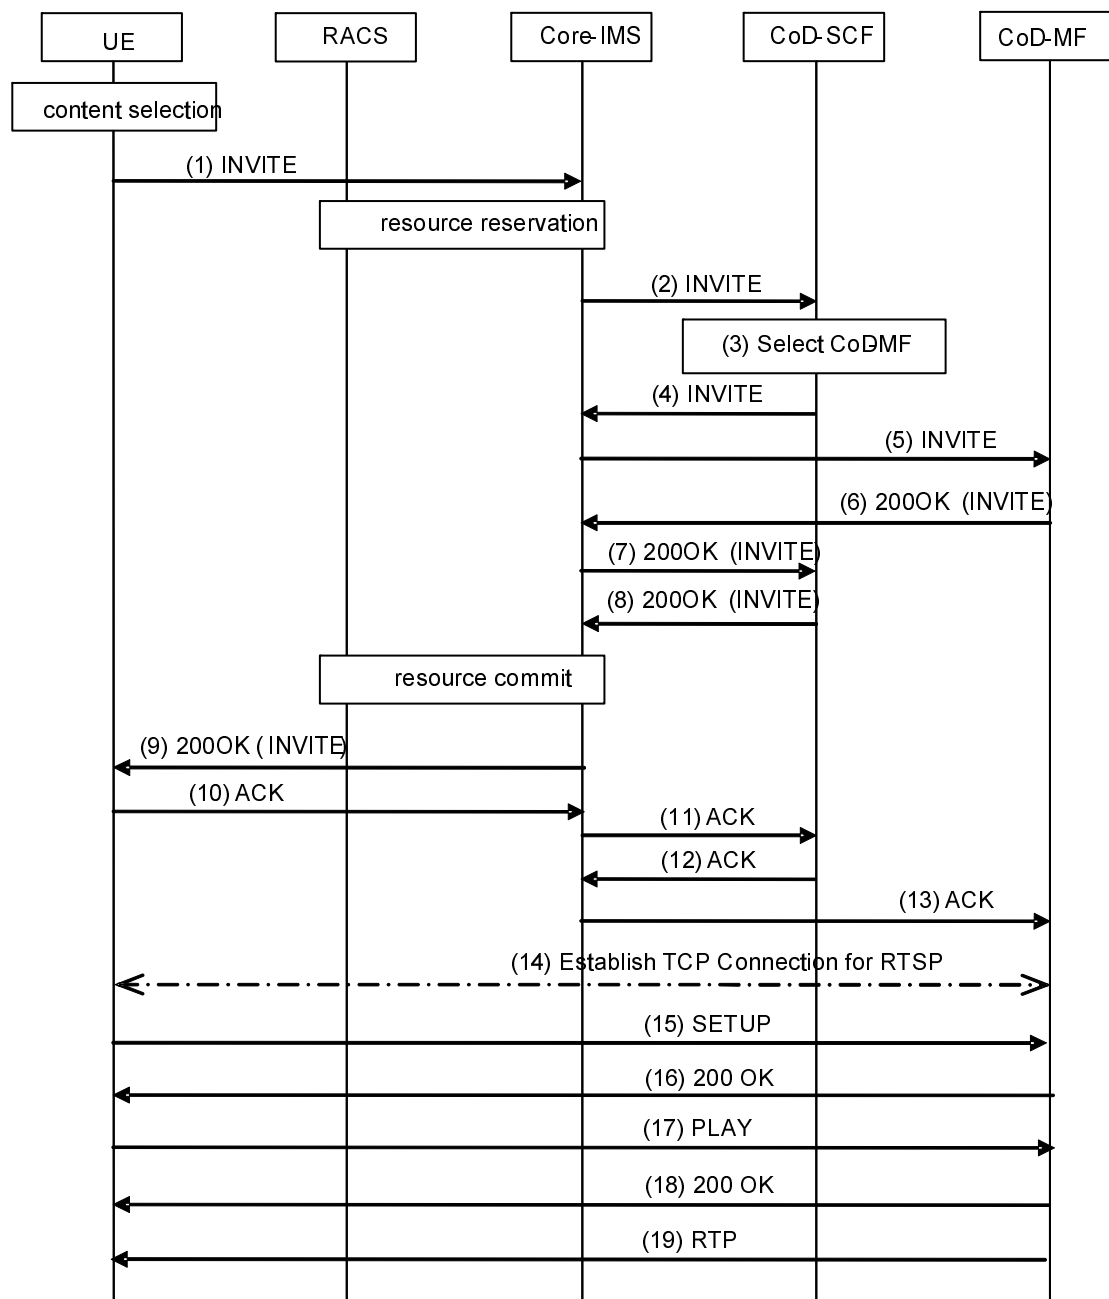 UE
RACS
Core-IMS
CoD-SCF
CoD-MF
content selection
(1) INVITE
resource reservation
(2) INVITE
(3) Select CoD-MF
(4) INVITE
(5) INVITE
(6) 200OK (INVITE)
(7) 200OK (INVITE)
(8) 200OK (INVITE)
resource commit
(9) 200OK (INVITE)
(10) ACK
(11) ACK
(12) ACK
(13) ACK
(14) Establish TCP Connection for RTSP
(15) SETUP
(16) 200 OK
(17) PLAY
(18) 200 OK
(19) RTP